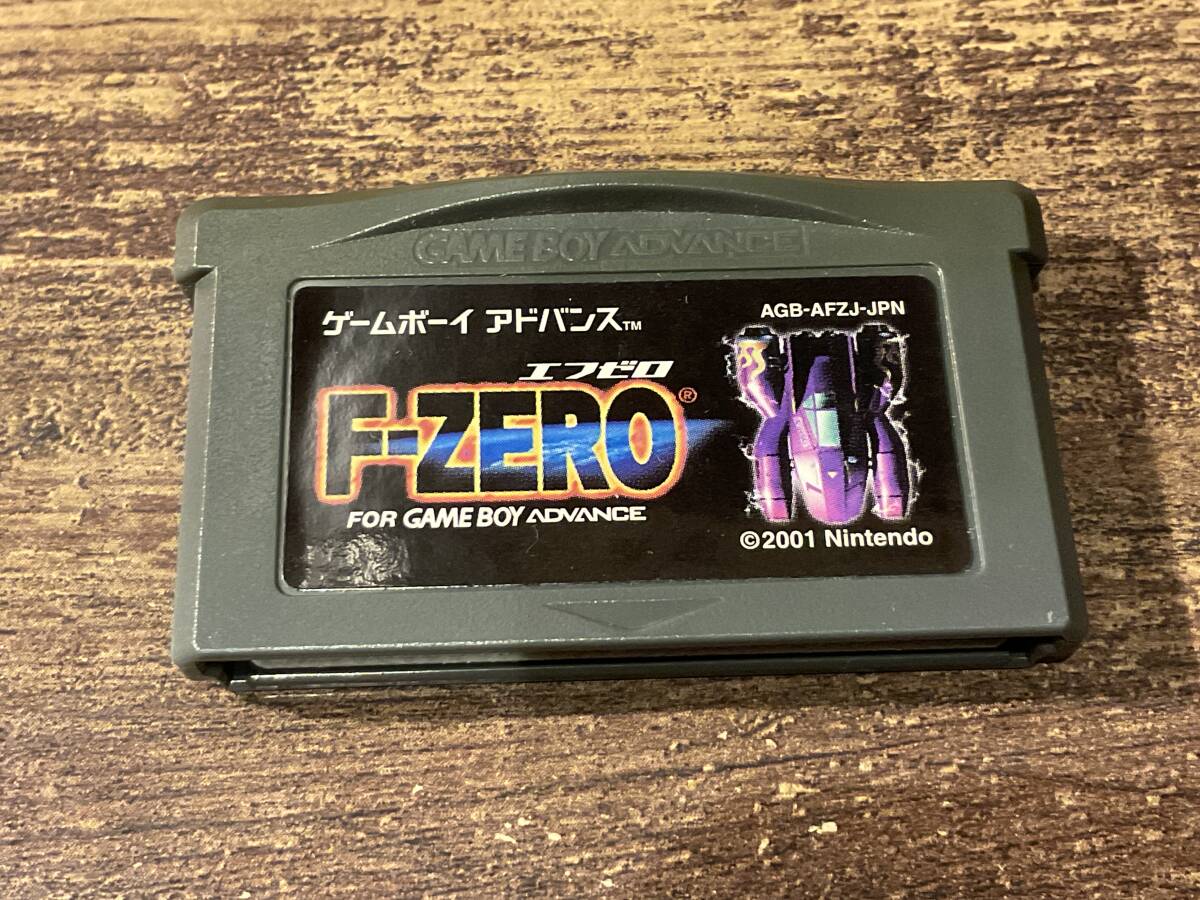 GAME BOY ADVANCE
ゲームボーイ アドバンス™
AGB-AFZJ-JPN
エフゼロ
F-ZERO®
FOR GAME BOY ADVANCE
©2001 Nintendo